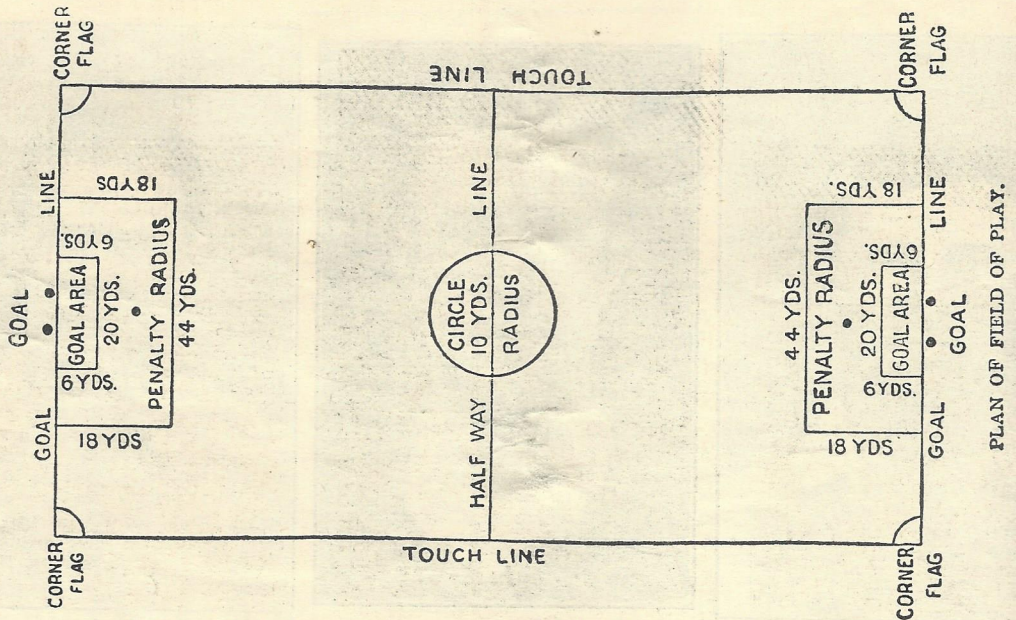 CORNER
FLAG
GOAL
GOAL
LINE
CORNER
FLAG
18 YDS
6 YDS.
GOAL AREA
20 YDS.
6 YDS.
PENALTY RADIUS
18 YDS
44 YDS.
TOUCH LINE
HALF WAY
CIRCLE
10 YDS.
RADIUS
LINE
TOUCH LINE
44 YDS.
PENALTY RADIUS
18 YDS
20 YDS.
6 YDS.
GOAL AREA
6 YDS.
18 YDS.
CORNER
FLAG
GOAL
GOAL
LINE
CORNER
FLAG
PLAN OF FIELD OF PLAY.